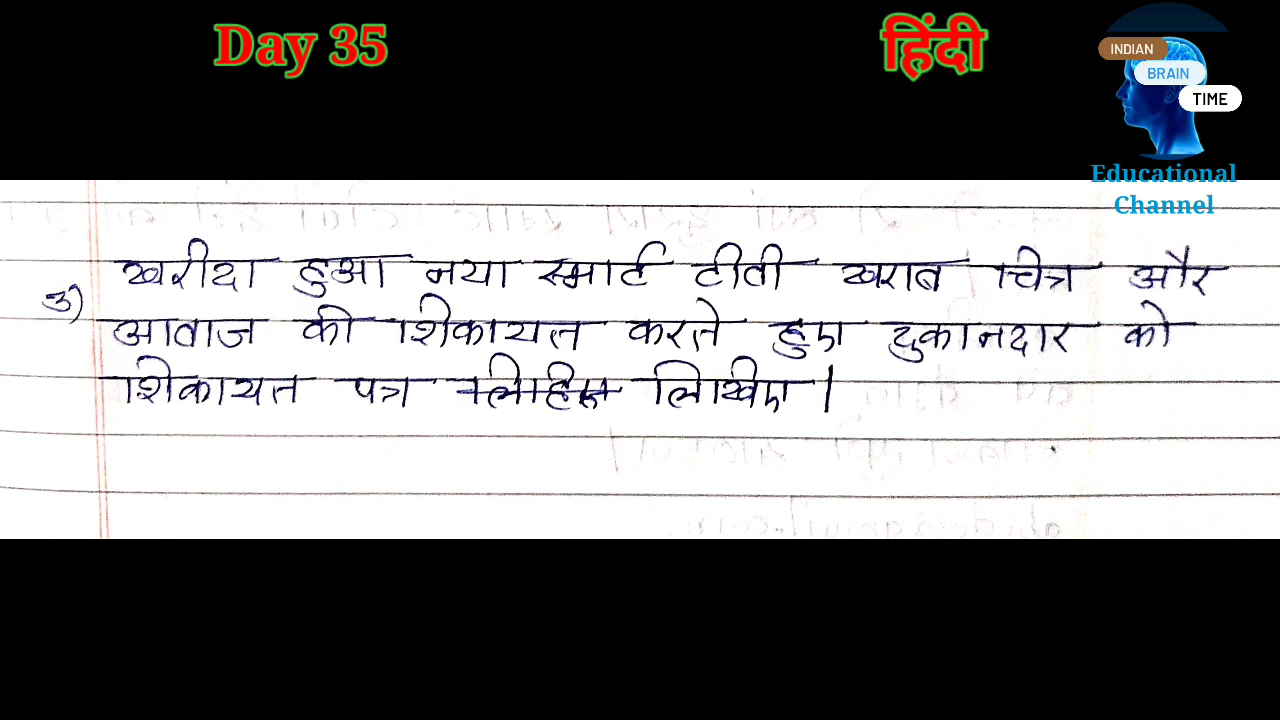 Day 35
हिंदी
INDIAN
BRAIN
TIME
Educational
Channel
खरीदा हुआ नया स्मार्ट टीवी खराब चित्र और
3)
आवाज की शिकायत करते हुए दुकानदार को
शिकायत पत्र लिखिए।